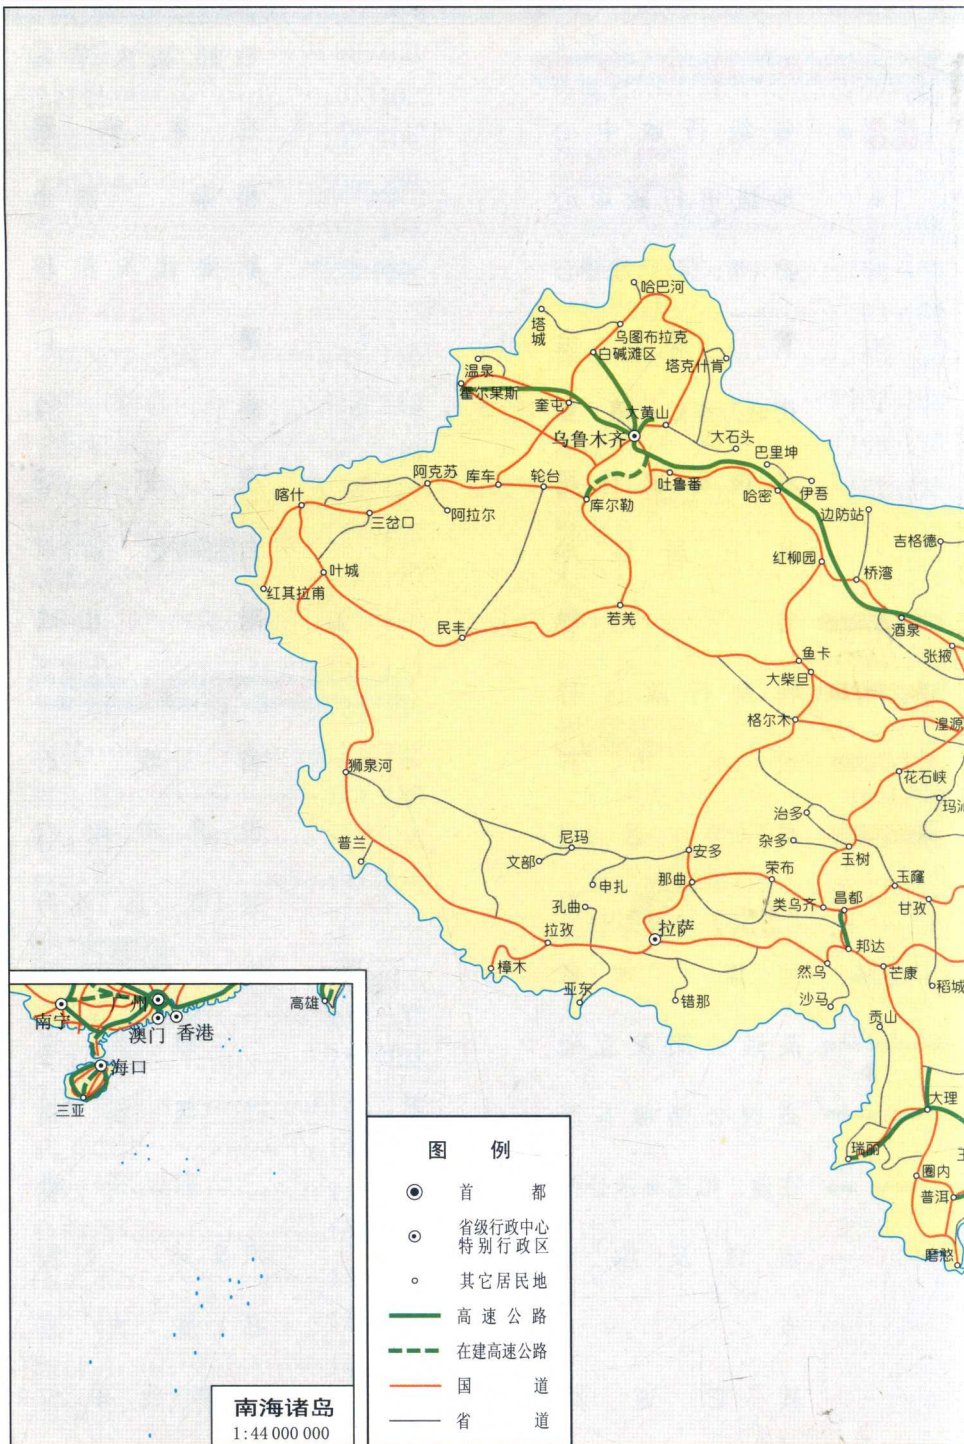 哈巴河
塔城
乌图布拉克
白碱滩区
塔克什肯
温泉
霍尔果斯
奎屯
大黄山
乌鲁木齐
大石头
巴里坤
阿克苏
库车
轮台
吐鲁番
哈密
伊吾
喀什
库尔勒
阿拉尔
三岔口
边防站
吉格德
红柳园
桥湾
叶城
红其拉甫
若羌
酒泉
民丰
张掖
鱼卡
大柴旦
格尔木
湟源
狮泉河
花石峡
玛沁
治多
普兰
尼玛
杂多
文部
安多
玉树
荣布
那曲
玉窿
申扎
孔曲
类乌齐
昌都
甘孜
拉孜
拉萨
邦达
樟木
然乌
芒康
亚东
错那
沙马
稻城
贡山
大理
瑞丽
圈内
普洱
磨憨
广州
高雄
南宁
澳门
香港
海口
三亚
南海诸岛
1:44 000 000
图 例
首 都
省级行政中心
特别行政区
其它居民地
高速公路
在建高速公路
国 道
省 道